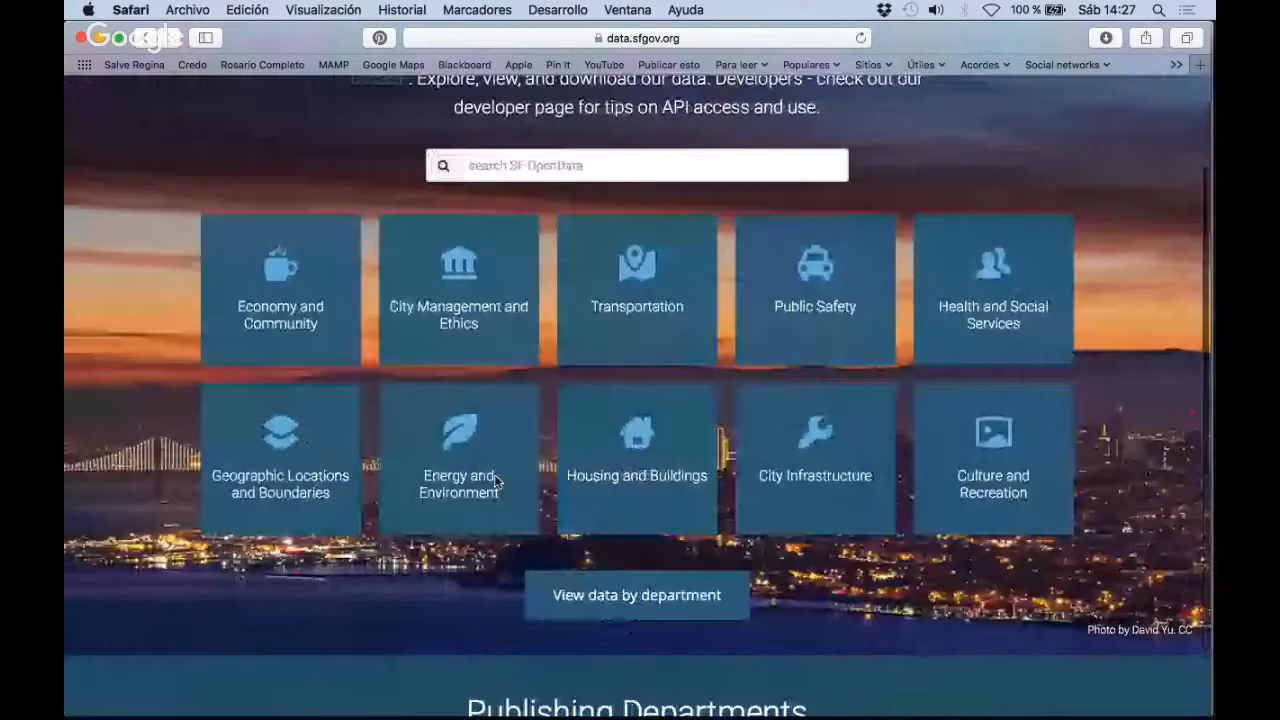 Safari Archivo Edición Visualización Historial Marcadores Desarrollo Ventana Ayuda 100 % Sáb 14:27
Google
data.sfgov.org
Salve Regina Credo Rosario Completo MAMP Google Maps Blackboard Apple Pin It YouTube Publicar esto Para leer Populares Sitios Útiles Acordes Social networks
. Explore, view, and download our data. Developers - check out our
developer page for tips on API access and use.
search SF OpenData
Economy and
Community
City Management and
Ethics
Transportation
Public Safety
Health and Social
Services
Geographic Locations
and Boundaries
Energy and
Environment
Housing and Buildings
City Infrastructure
Culture and
Recreation
View data by department
Photo by David Yu. CC
Publishing Departments